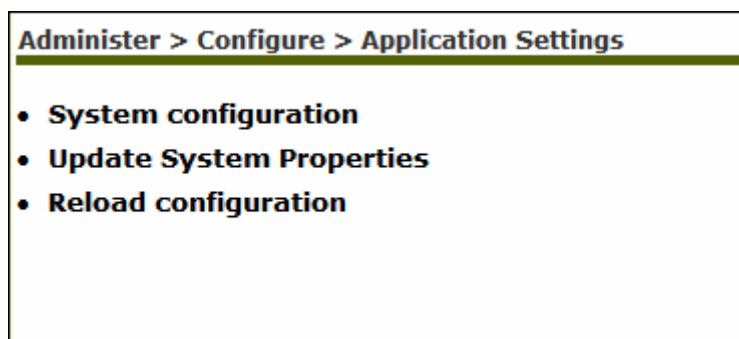 Administer > Configure > Application Settings
• System configuration
• Update System Properties
• Reload configuration